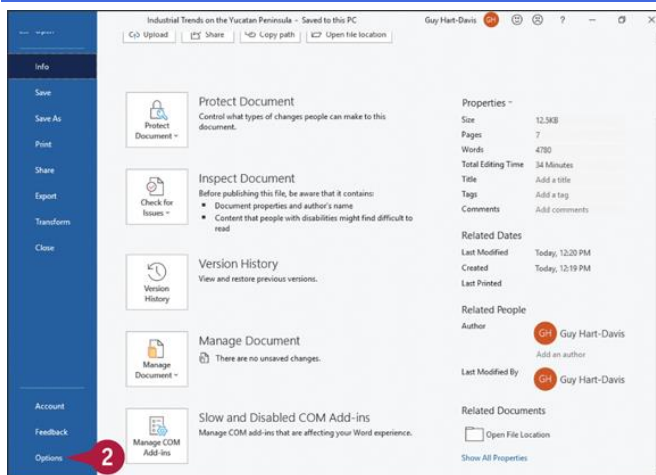 Industrial Trends on the Yucatan Peninsula - Saved to this PC
Guy Hart-Davis GH ?
Open
Upload Share Copy path Open file location
Info
Save
Save As
Print
Share
Export
Transform
Close
Account
Feedback
Options
2
Protect
Document
Protect Document
Control what types of changes people can make to this
document.
Check for
Issues
Inspect Document
Before publishing this file, be aware that it contains:
▪ Document properties and author's name
▪ Content that people with disabilities might find difficult to
read
Version
History
Version History
View and restore previous versions.
Manage
Document
Manage Document
There are no unsaved changes.
Manage COM
Add-ins
Slow and Disabled COM Add-ins
Manage COM add-ins that are affecting your Word experience.
Properties
Size 12.5KB
Pages 7
Words 4780
Total Editing Time 34 Minutes
Title Add a title
Tags Add a tag
Comments Add comments
Related Dates
Last Modified Today, 12:20 PM
Created Today, 12:19 PM
Last Printed
Related People
Author GH Guy Hart-Davis
Add an author
Last Modified By GH Guy Hart-Davis
Related Documents
Open File Location
Show All Properties